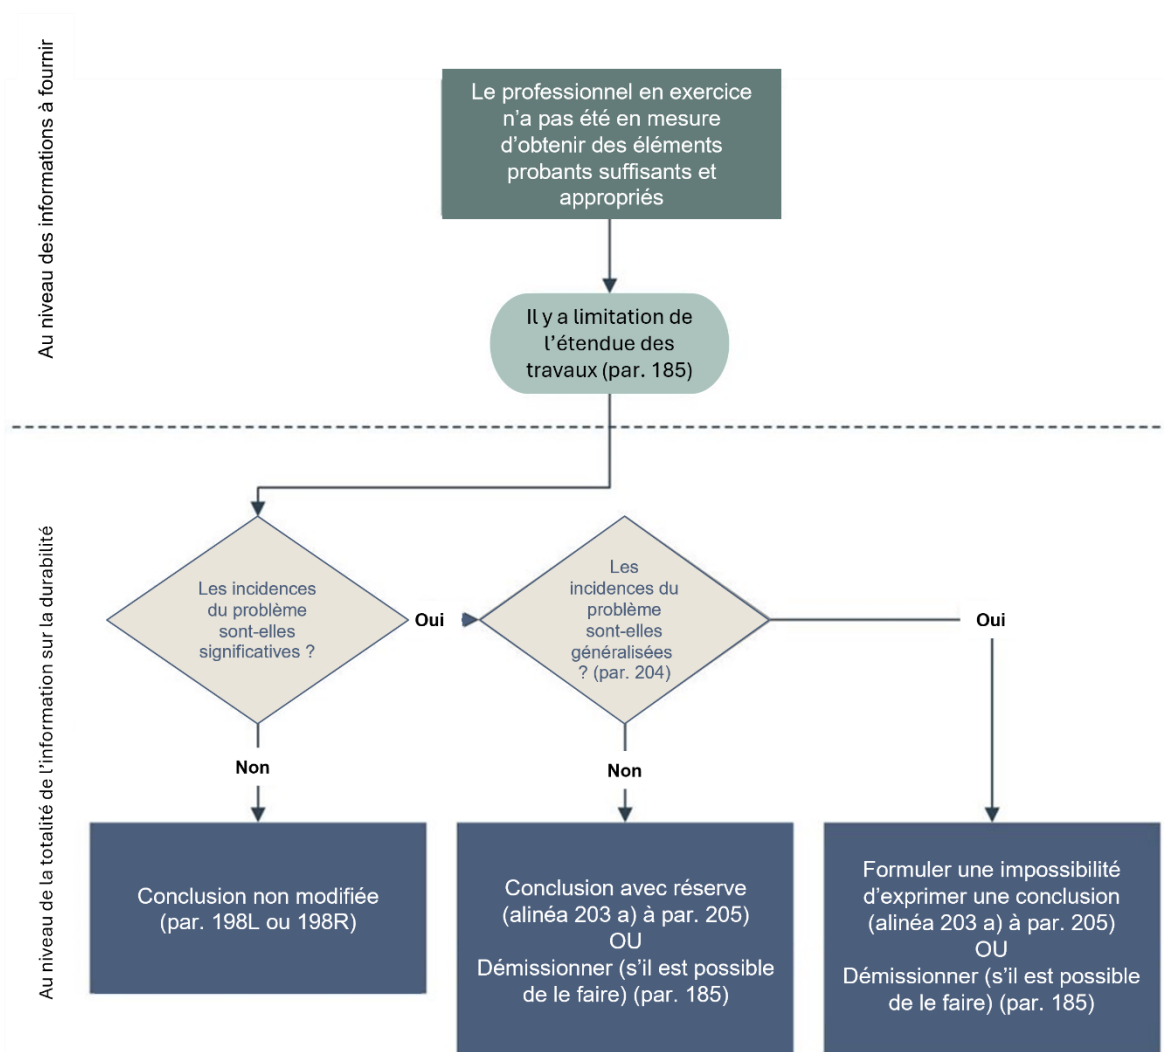 Au niveau des informations à fournir
Le professionnel en exercice
n'a pas été en mesure
d'obtenir des éléments
probants suffisants et
appropriés
Il y a limitation de
l'étendue des
travaux (par. 185)
Au niveau de la totalité de l'information sur la durabilité
Les incidences
du problème
sont-elles
significatives ?
Oui
Les
incidences du
problème
sont-elles
généralisées
? (par. 204)
Oui
Non
Non
Conclusion non modifiée
(par. 198L ou 198R)
Conclusion avec réserve
(alinéa 203 a) à par. 205)
OU
Démissionner (s'il est possible
de le faire) (par. 185)
Formuler une impossibilité
d'exprimer une conclusion
(alinéa 203 a) à par. 205)
OU
Démissionner (s'il est possible
de le faire) (par. 185)